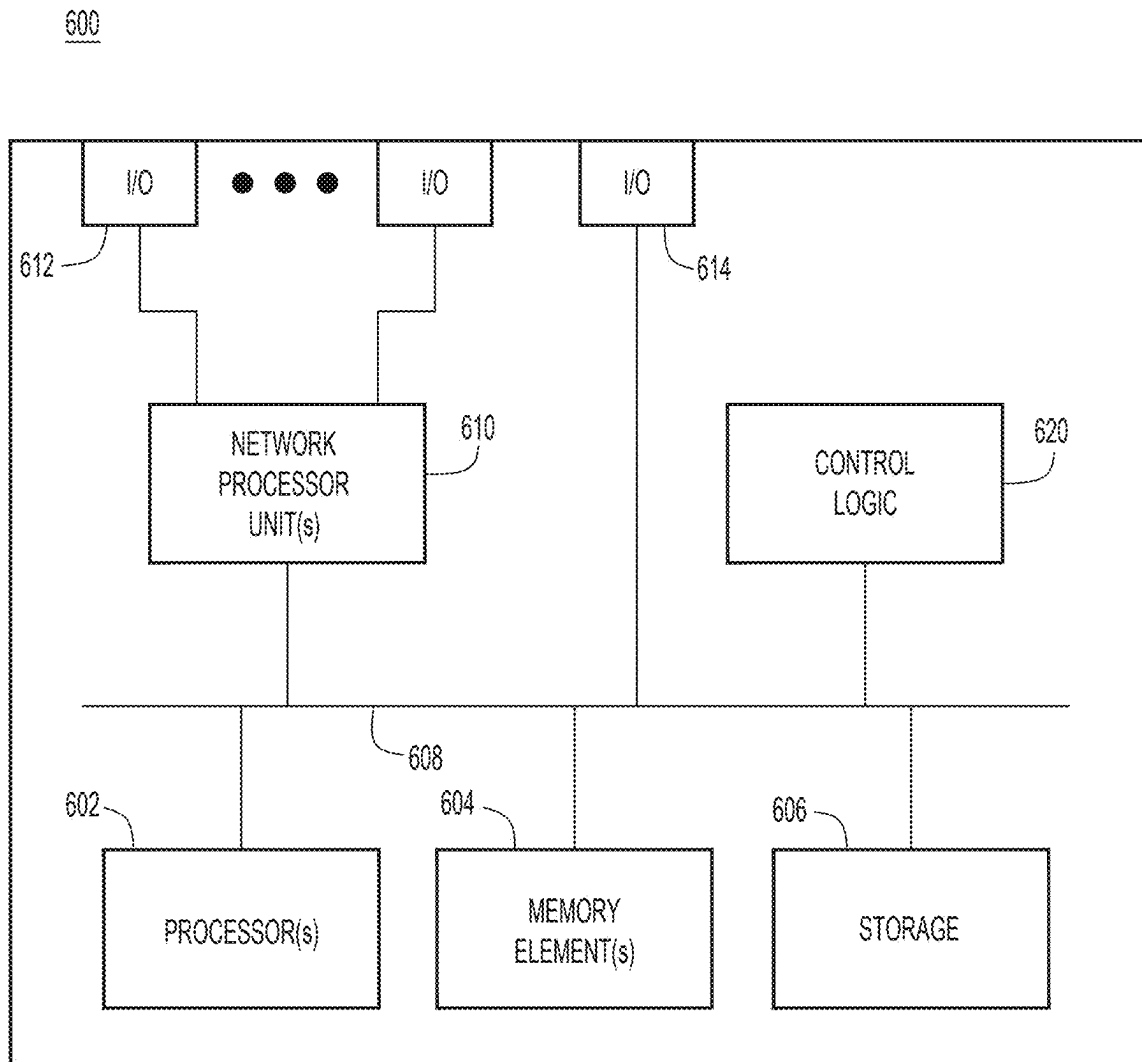 600
I/O
I/O
I/O
612
614
NETWORK
PROCESSOR
UNIT(s)
610
CONTROL
LOGIC
620
608
602
604
606
PROCESSOR(s)
MEMORY
ELEMENT(s)
STORAGE